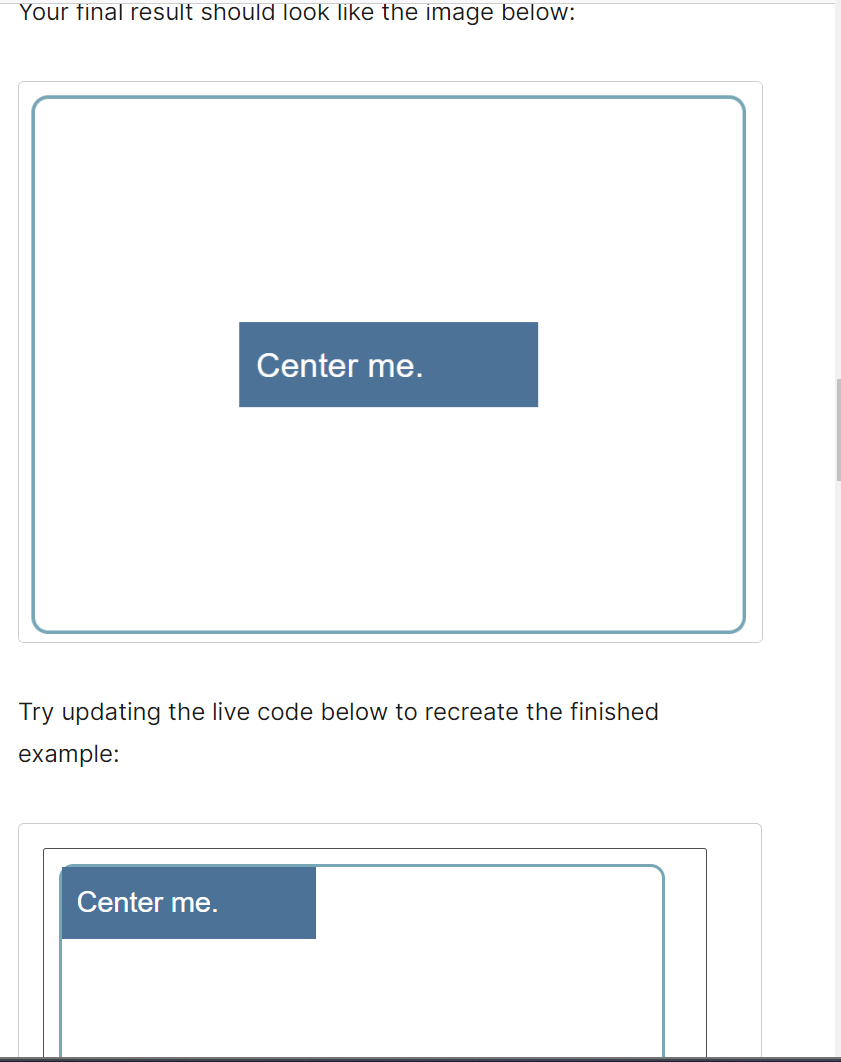 Your final result should look like the image below:
Center me.
Try updating the live code below to recreate the finished
example:
Center me.